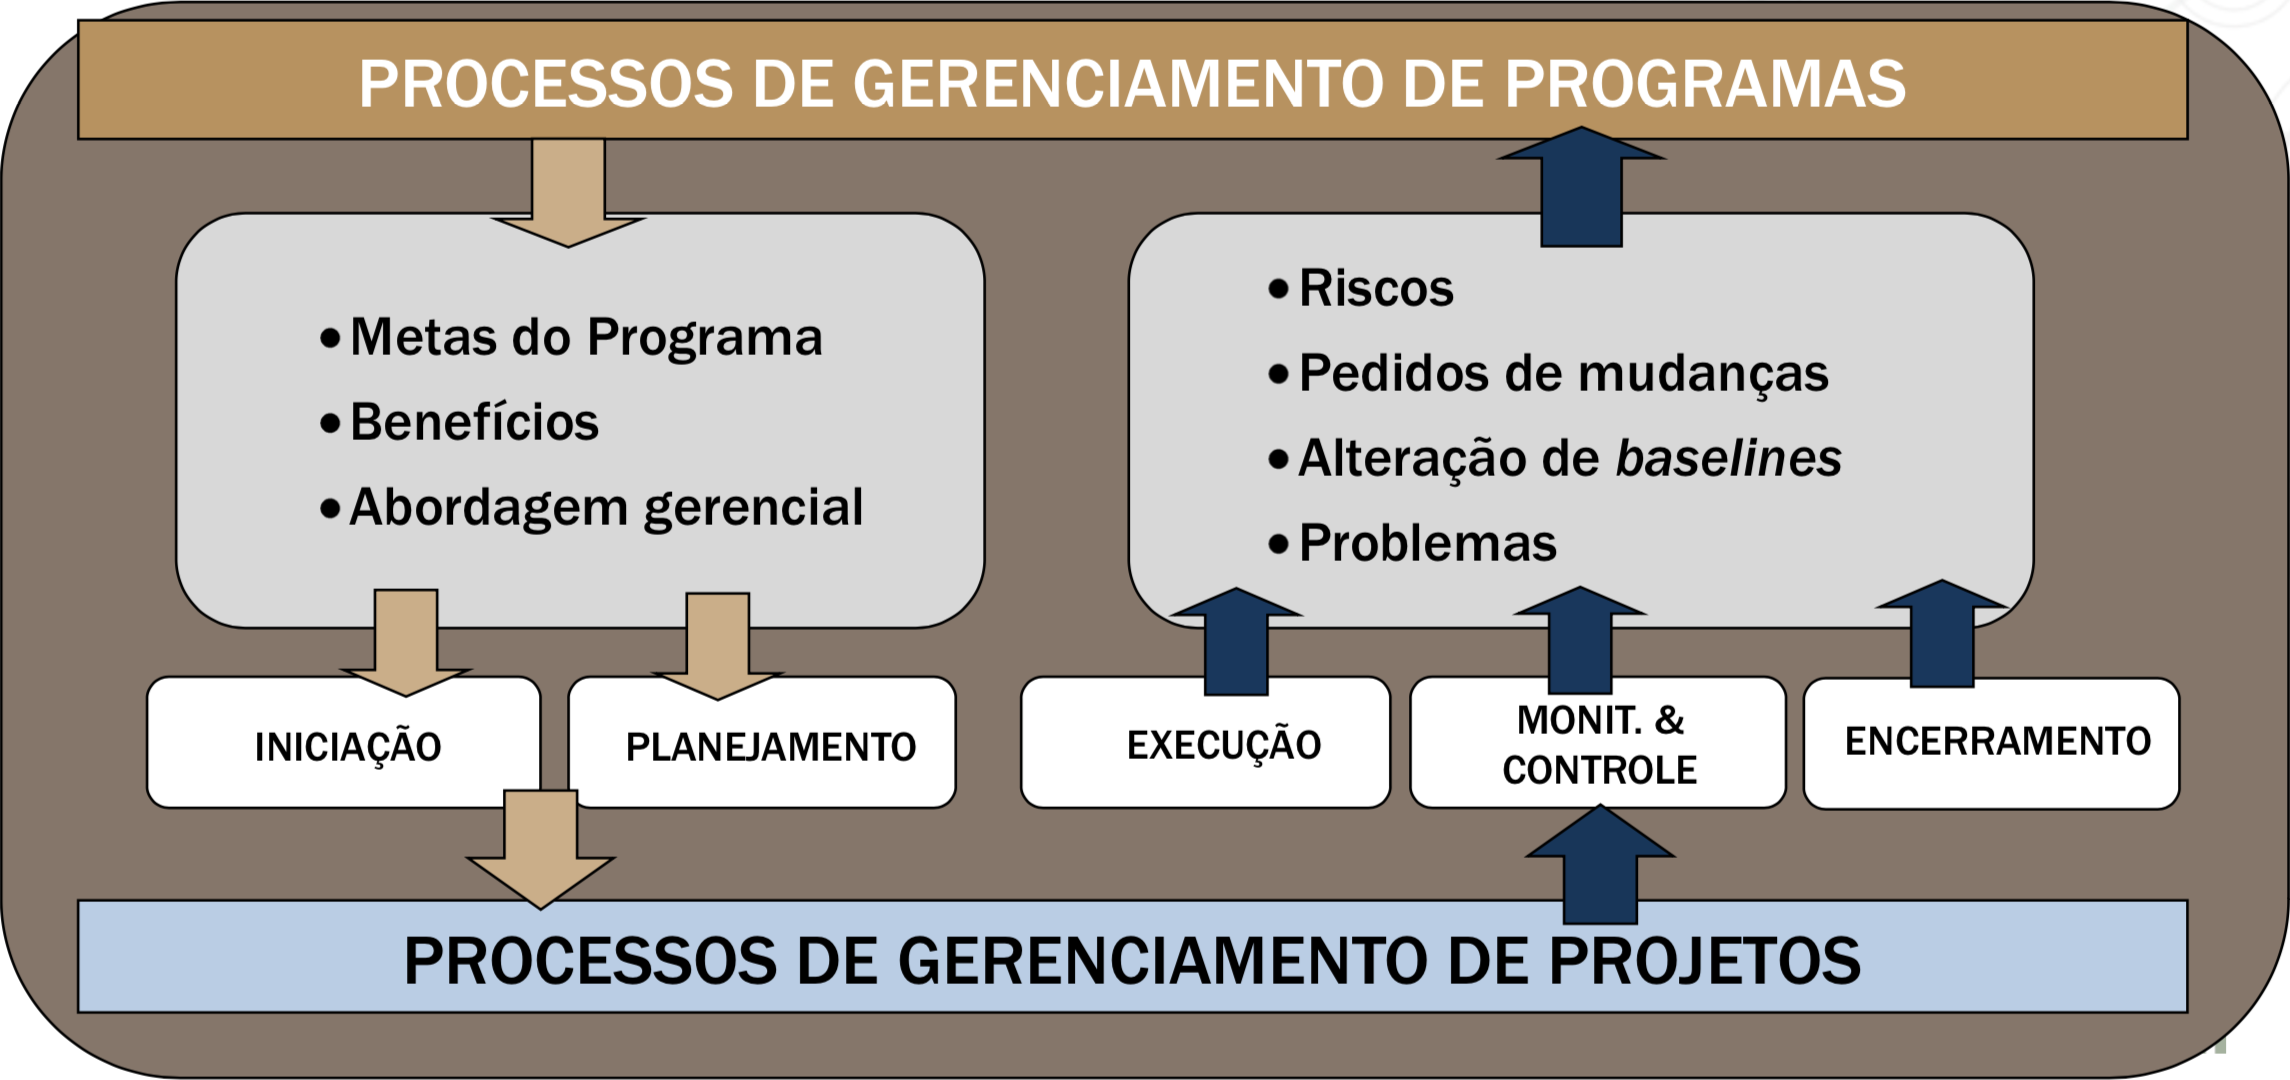 PROCESSOS DE GERENCIAMENTO DE PROGRAMAS
• Metas do Programa
• Benefícios
• Abordagem gerencial
• Riscos
• Pedidos de mudanças
• Alteração de baselines
• Problemas
INICIAÇÃO
PLANEJAMENTO
EXECUÇÃO
MONIT. &
CONTROLE
ENCERRAMENTO
PROCESSOS DE GERENCIAMENTO DE PROJETOS